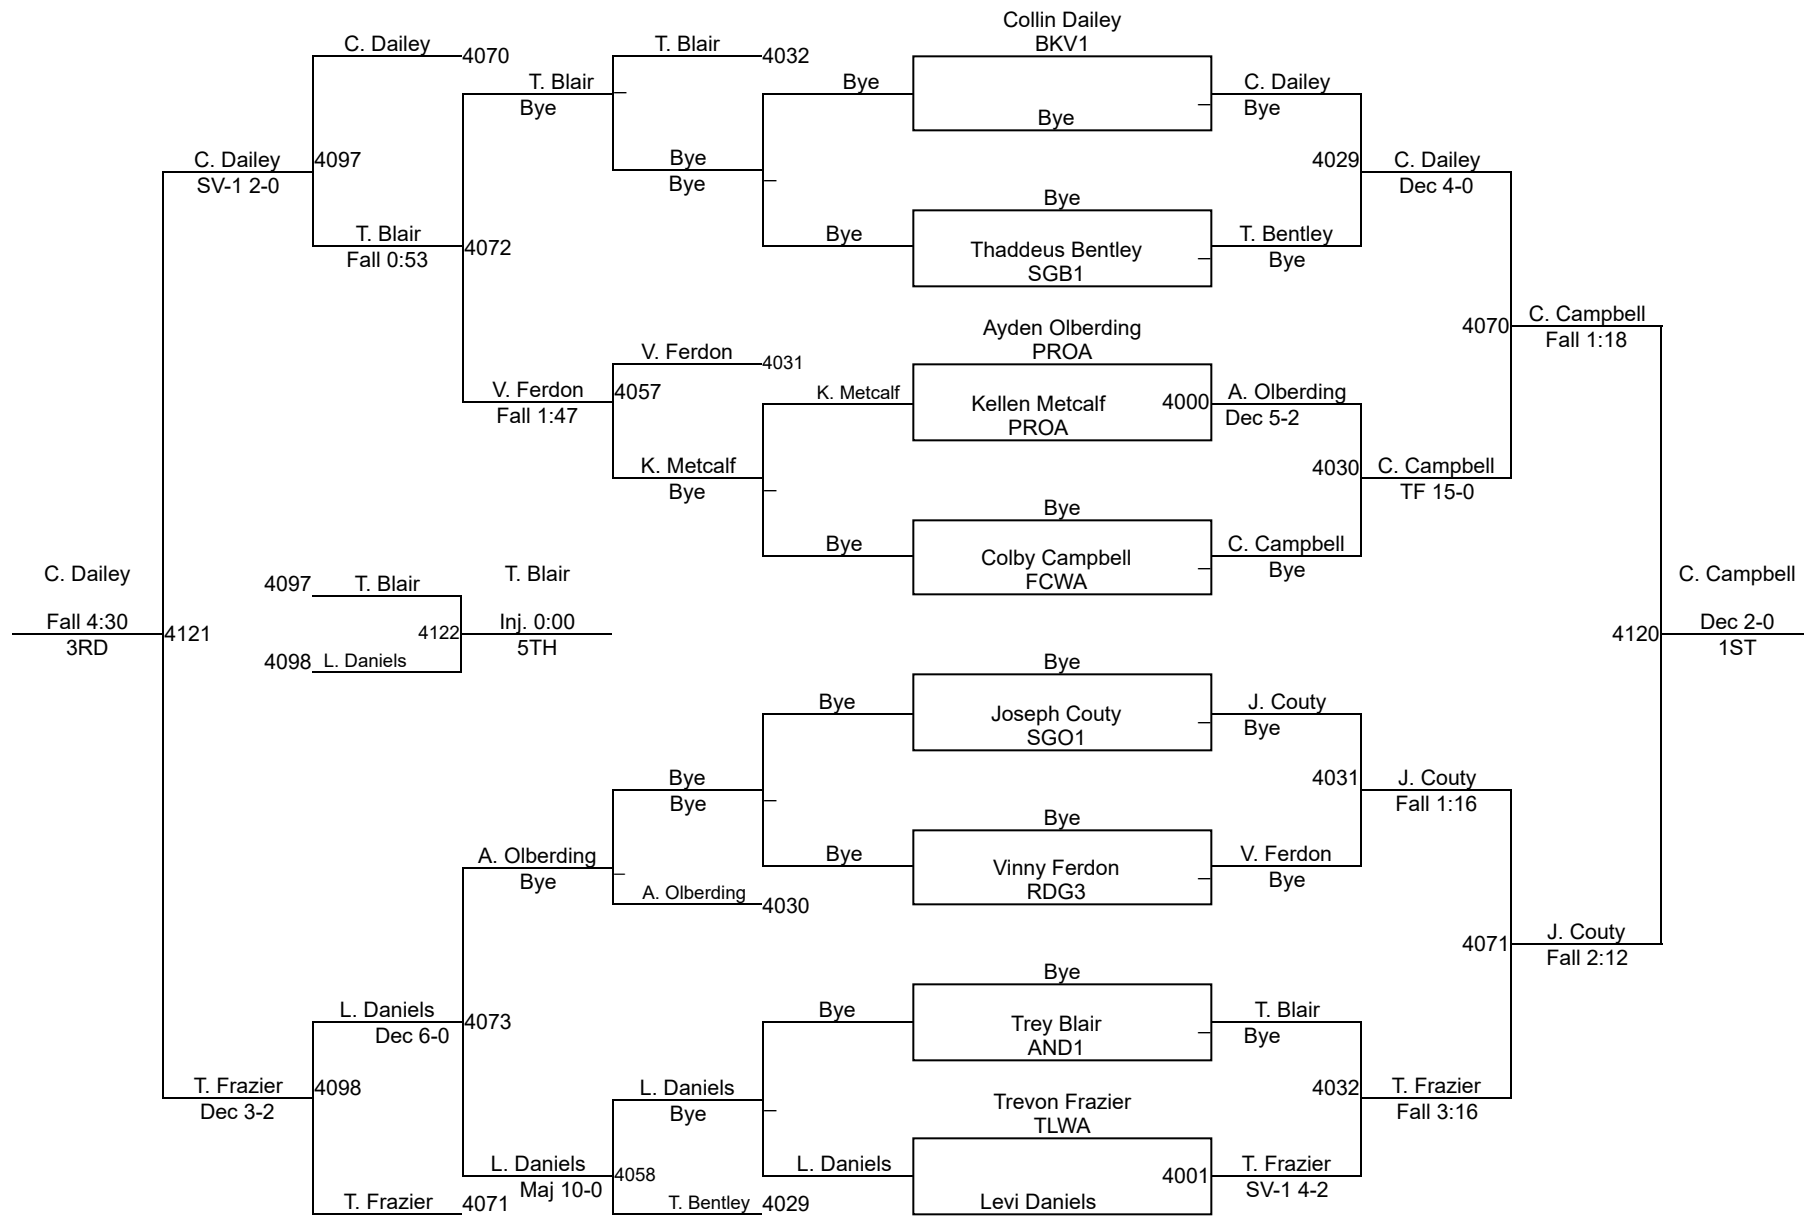 Collin Dailey
C. Dailey
T. Blair
BKV1
4070
4032
T. Blair
Bye
C. Dailey
Bye
Bye
Bye
C. Dailey
4097
Bye
4029
C. Dailey
SV-1 2-0
Bye
Dec 4-0
Bye
T. Blair
4072
Bye
Thaddeus Bentley
T. Bentley
Fall 0:53
SGB1
Bye
C. Campbell
4070
Ayden Olberding
Fall 1:18
V. Ferdon
4031
PROA
V. Ferdon
4057
K. Metcalf
Kellen Metcalf
4000
A. Olberding
Fall 1:47
PROA
Dec 5-2
K. Metcalf
4030
C. Campbell
Bye
TF 15-0
Bye
Bye
Colby Campbell
C. Campbell
C. Dailey
4097
T. Blair
T. Blair
FCWA
Bye
C. Campbell
Fall 4:30
4121
4122
Inj. 0:00
4120
Dec 2-0
3RD
4098
L. Daniels
5TH
1ST
Bye
Bye
Joseph Couty
J. Couty
SGO1
Bye
Bye
4031
J. Couty
Bye
Fall 1:16
Bye
A. Olberding
Bye
Vinny Ferdon
V. Ferdon
Bye
RDG3
Bye
A. Olberding
4030
4071
J. Couty
Fall 2:12
Bye
L. Daniels
4073
Bye
Trey Blair
T. Blair
Dec 6-0
AND1
Bye
T. Frazier
4098
L. Daniels
Trevon Frazier
4032
T. Frazier
Dec 3-2
Bye
TLWA
Fall 3:16
L. Daniels
4058
L. Daniels
4001
T. Frazier
Maj 10-0
SV-1 4-2
T. Frazier
4071
T. Bentley
4029
Levi Daniels